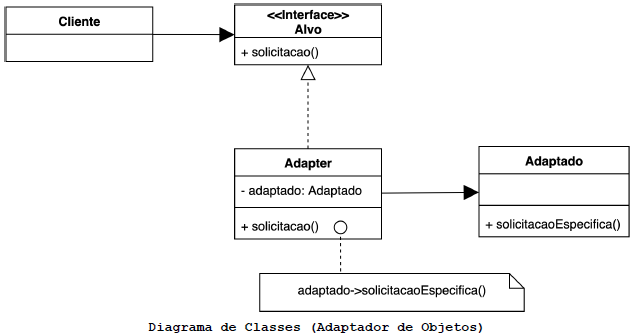 Cliente
<<Interface>>
Alvo
+ solicitacao()
Adapter
- adaptado: Adaptado
+ solicitacao()
Adaptado
+ solicitacaoEspecifica()
adaptado->solicitacaoEspecifica()
Diagrama de Classes (Adaptador de Objetos)